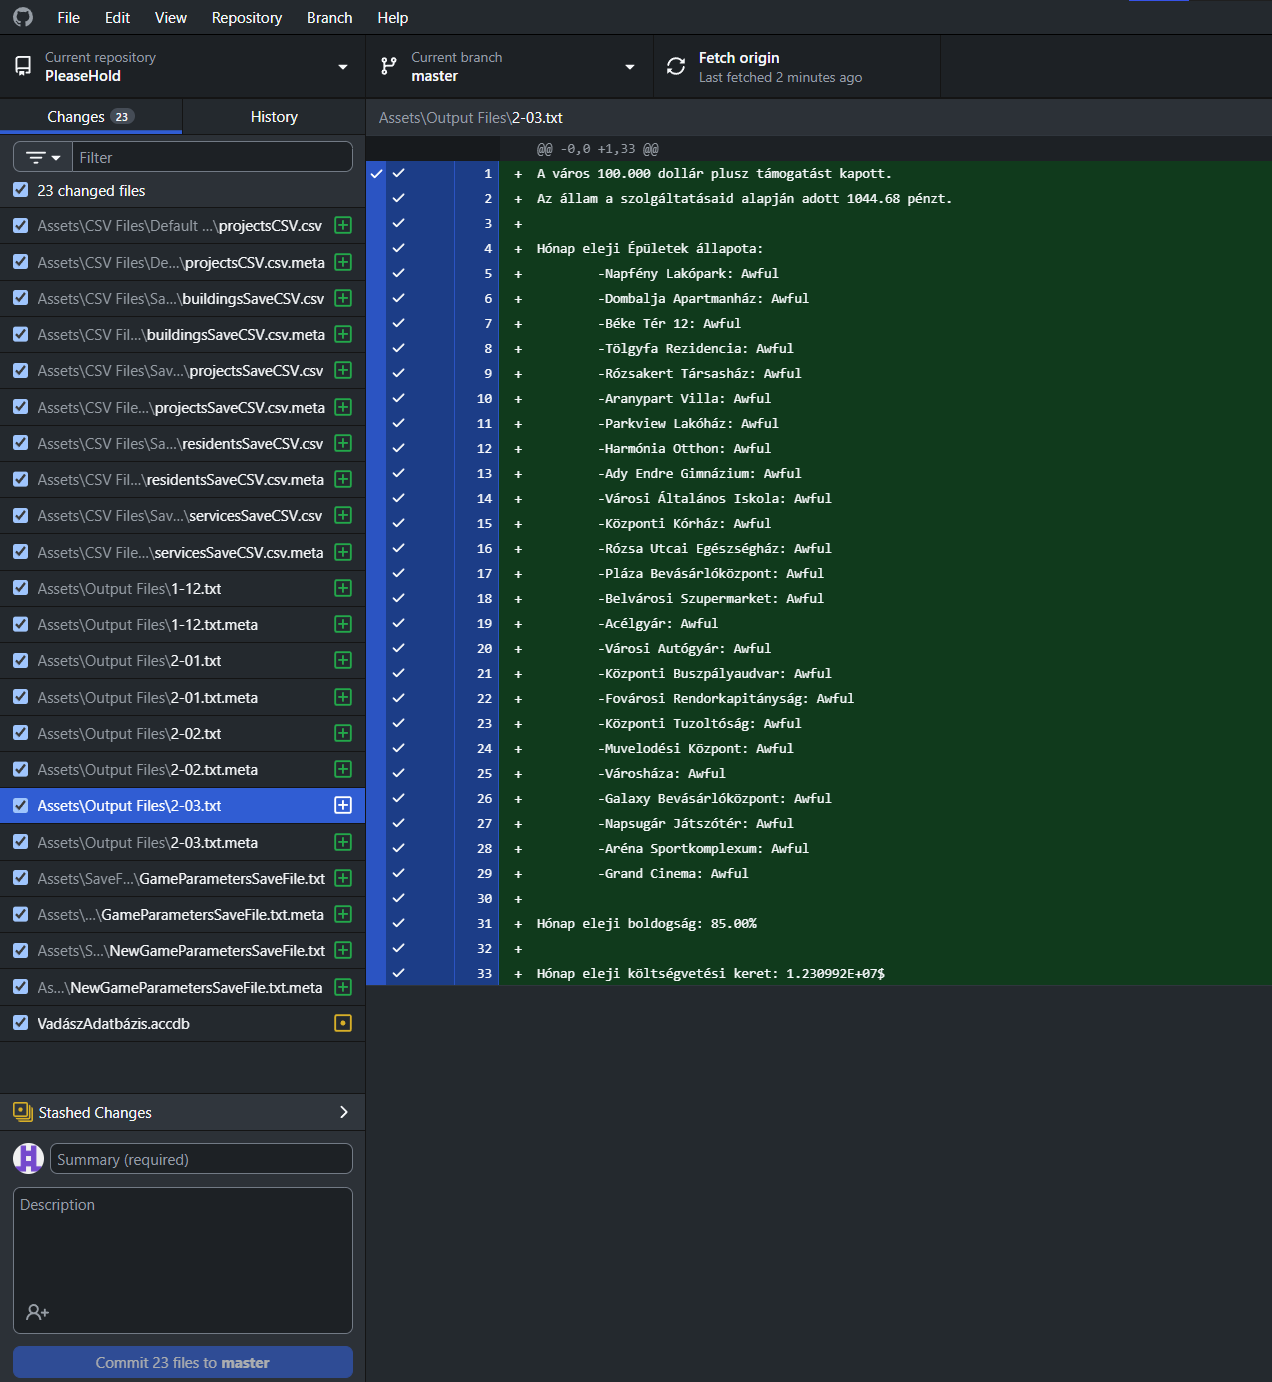 File Edit View Repository Branch Help
Current repository
PleaseHold
Current branch
master
Fetch origin
Last fetched 2 minutes ago
Changes 23
History
Filter
23 changed files
Assets\CSV Files\Default ...\projectsCSV.csv
Assets\CSV Files\De...\projectsCSV.csv.meta
Assets\CSV Files\Sa...\buildingsSaveCSV.csv
Assets\CSV Fil...\buildingsSaveCSV.csv.meta
Assets\CSV Files\Sav...\projectsSaveCSV.csv
Assets\CSV File...\projectsSaveCSV.csv.meta
Assets\CSV Files\Sa...\residentsSaveCSV.csv
Assets\CSV Fil...\residentsSaveCSV.csv.meta
Assets\CSV Files\Sav...\servicesSaveCSV.csv
Assets\CSV File...\servicesSaveCSV.csv.meta
Assets\Output Files\1-12.txt
Assets\Output Files\1-12.txt.meta
Assets\Output Files\2-01.txt
Assets\Output Files\2-01.txt.meta
Assets\Output Files\2-02.txt
Assets\Output Files\2-02.txt.meta
Assets\Output Files\2-03.txt
Assets\Output Files\2-03.txt.meta
Assets\SaveF...\GameParametersSaveFile.txt
Assets\...\GameParametersSaveFile.txt.meta
Assets\S...\NewGameParametersSaveFile.txt
As...\NewGameParametersSaveFile.txt.meta
VadászAdatbázis.accdb
Stashed Changes
Summary (required)
Description
Commit 23 files to master
Assets\Output Files\2-03.txt
@@ -0,0 +1,33 @@
1 + A város 100.000 dollár plusz támogatást kapott.
2 + Az állam a szolgáltatásaid alapján adott 1044.68 pénzt.
3 +
4 + Hónap eleji Épületek állapota:
5 + -Napfény Lakópark: Awful
6 + -Dombalja Apartmanház: Awful
7 + -Béke Tér 12: Awful
8 + -Tölgyfa Rezidencia: Awful
9 + -Rózsakert Társasház: Awful
10 + -Aranypart Villa: Awful
11 + -Parkview Lakóház: Awful
12 + -Harmónia Otthon: Awful
13 + -Ady Endre Gimnázium: Awful
14 + -Városi Általános Iskola: Awful
15 + -Központi Kórház: Awful
16 + -Rózsa Utcai Egészségház: Awful
17 + -Pláza Bevásárlóközpont: Awful
18 + -Belvárosi Szupermarket: Awful
19 + -Acélgyár: Awful
20 + -Városi Autógyár: Awful
21 + -Központi Buszpályaudvar: Awful
22 + -Fovárosi Rendorkapitányság: Awful
23 + -Központi Tuzoltóság: Awful
24 + -Muvelodési Központ: Awful
25 + -Városháza: Awful
26 + -Galaxy Bevásárlóközpont: Awful
27 + -Napsugár Játszótér: Awful
28 + -Aréna Sportkomplexum: Awful
29 + -Grand Cinema: Awful
30 +
31 + Hónap eleji boldogság: 85.00%
32 +
33 + Hónap eleji költségvetési keret: 1.230992E+07$